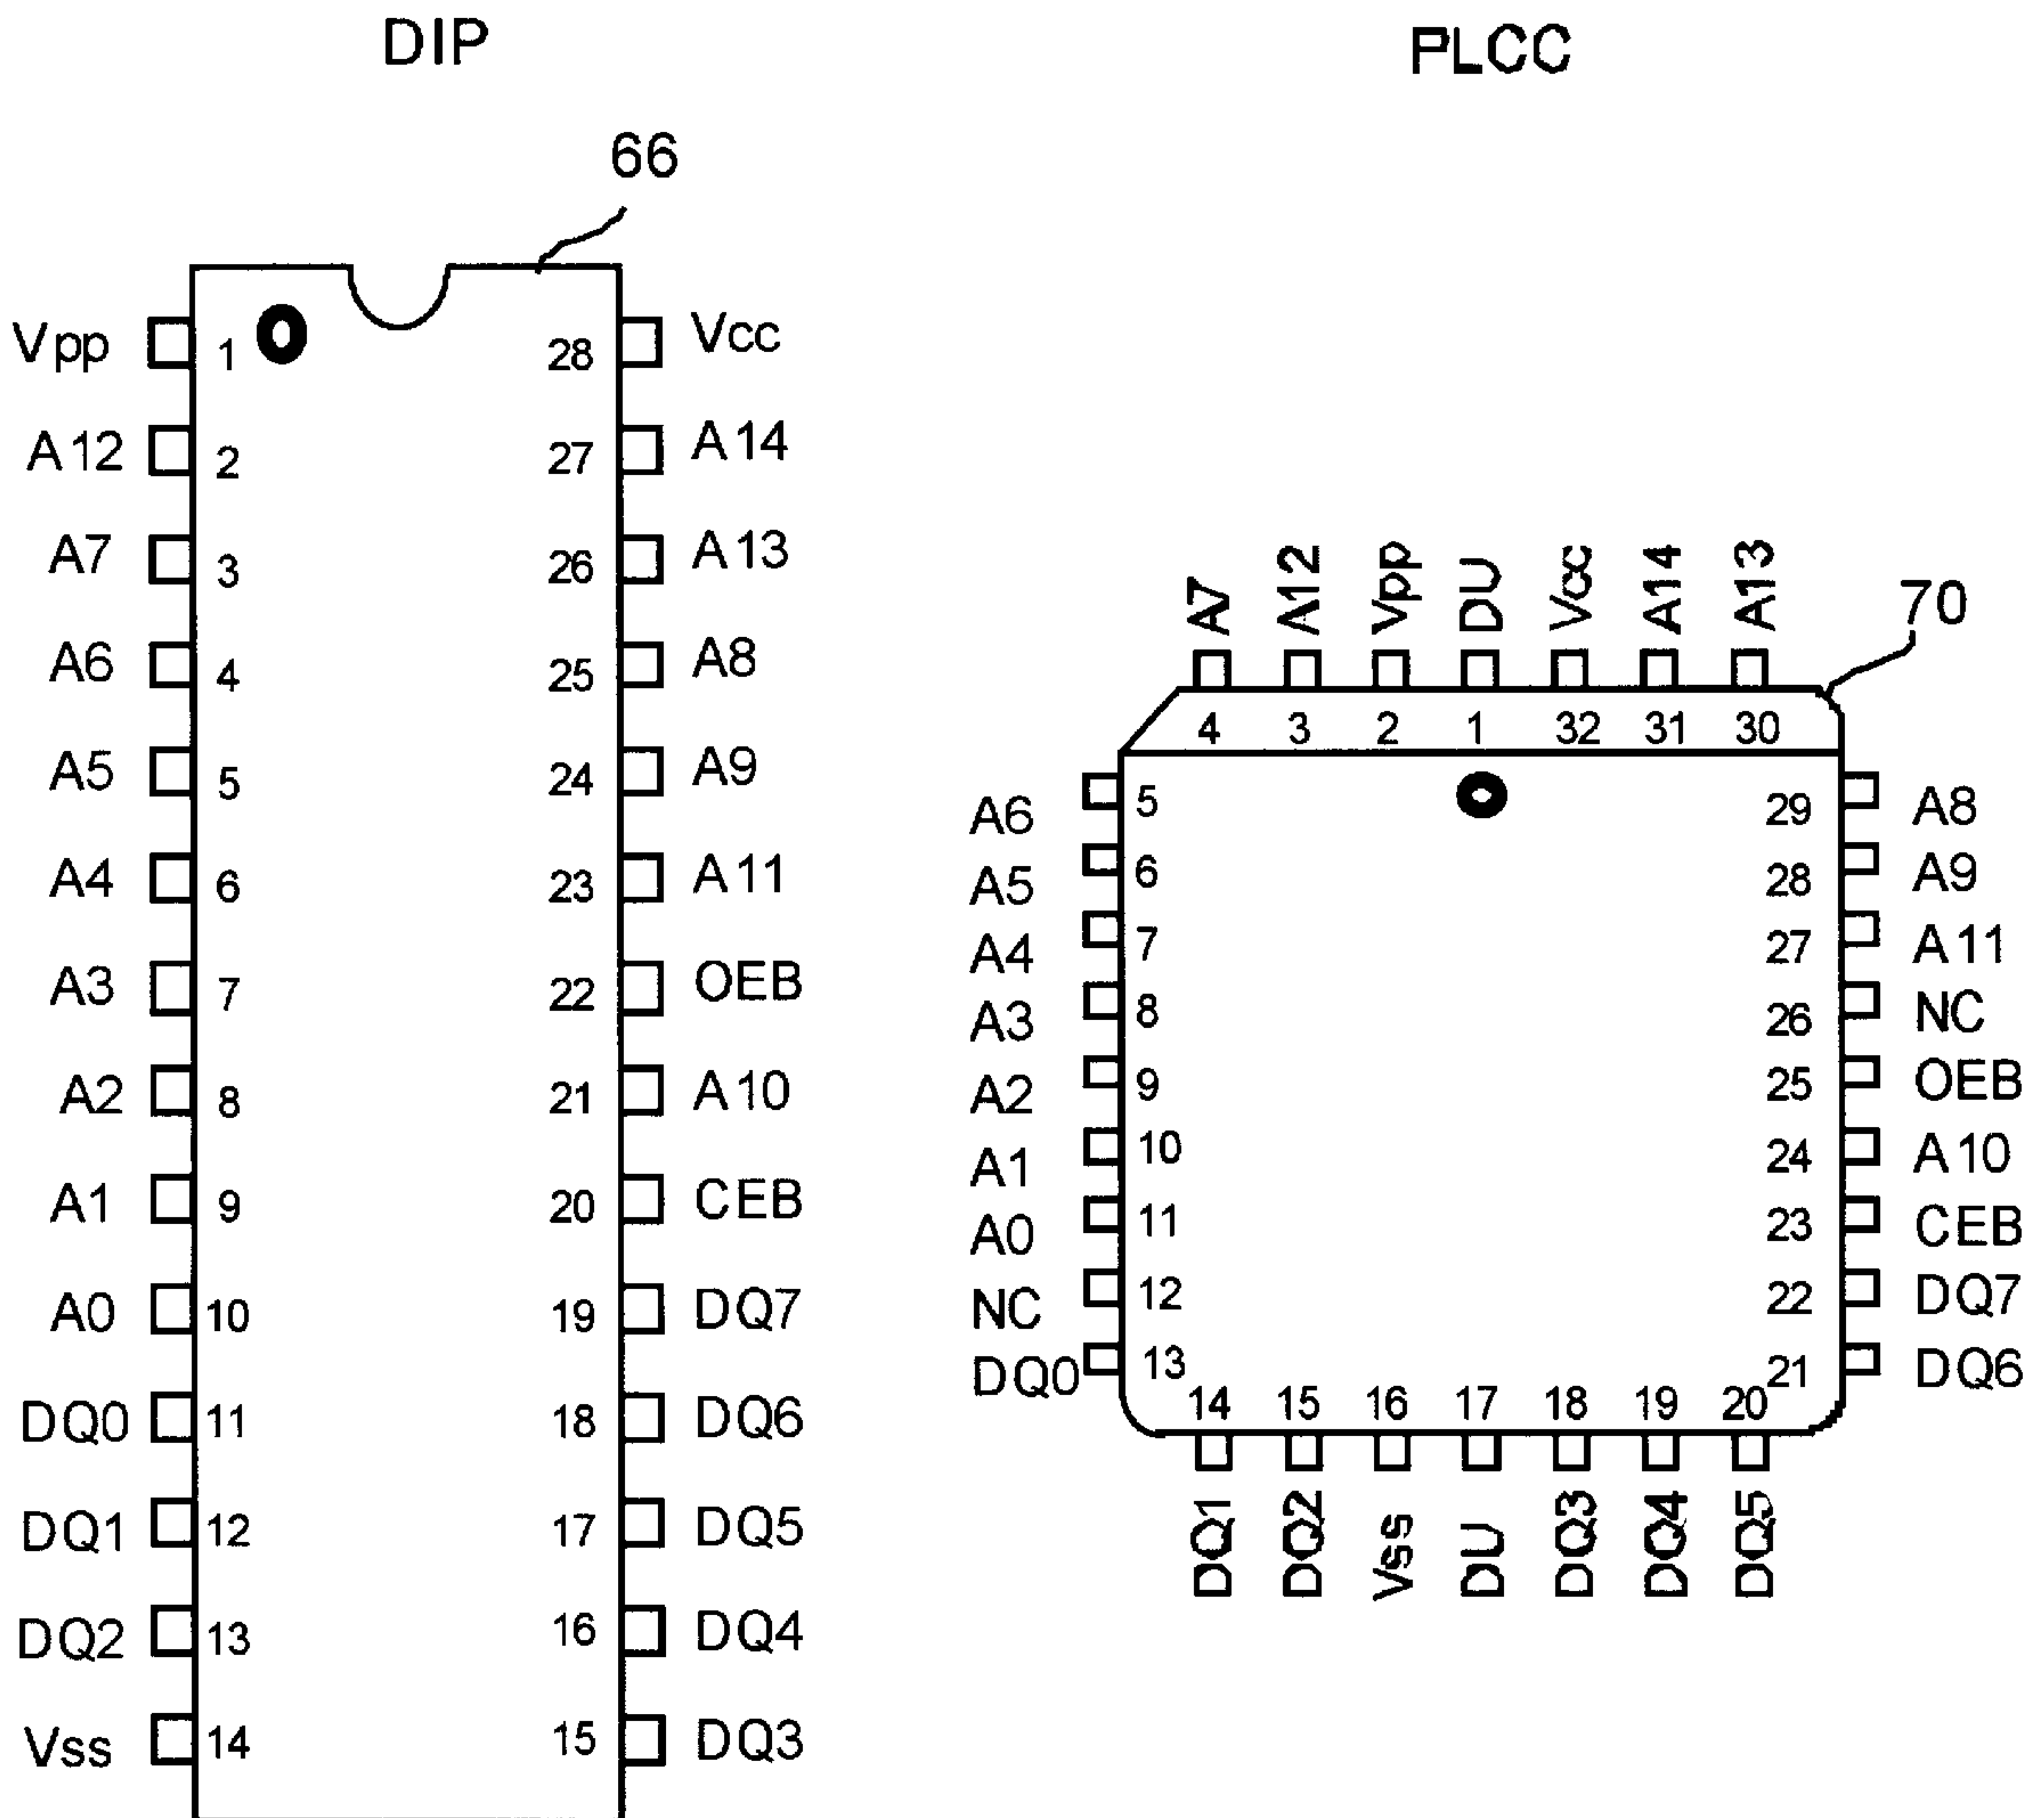 DIP
66
Vpp 1 28 Vcc
A12 2 27 A14
A7 3 26 A13
A6 4 25 A8
A5 5 24 A9
A4 6 23 A11
A3 7 22 OEB
A2 8 21 A10
A1 9 20 CEB
A0 10 19 DQ7
DQ0 11 18 DQ6
DQ1 12 17 DQ5
DQ2 13 16 DQ4
Vss 14 15 DQ3
PLCC
70
A7 A12 Vpp DU Vcc A14 A13
4 3 2 1 32 31 30
A6 5 29 A8
A5 6 28 A9
A4 7 27 A11
A3 8 26 NC
A2 9 25 OEB
A1 10 24 A10
A0 11 23 CEB
NC 12 22 DQ7
DQ0 13 21 DQ6
14 15 16 17 18 19 20
DQ1 DQ2 Vss DU DQ3 DQ4 DQ5